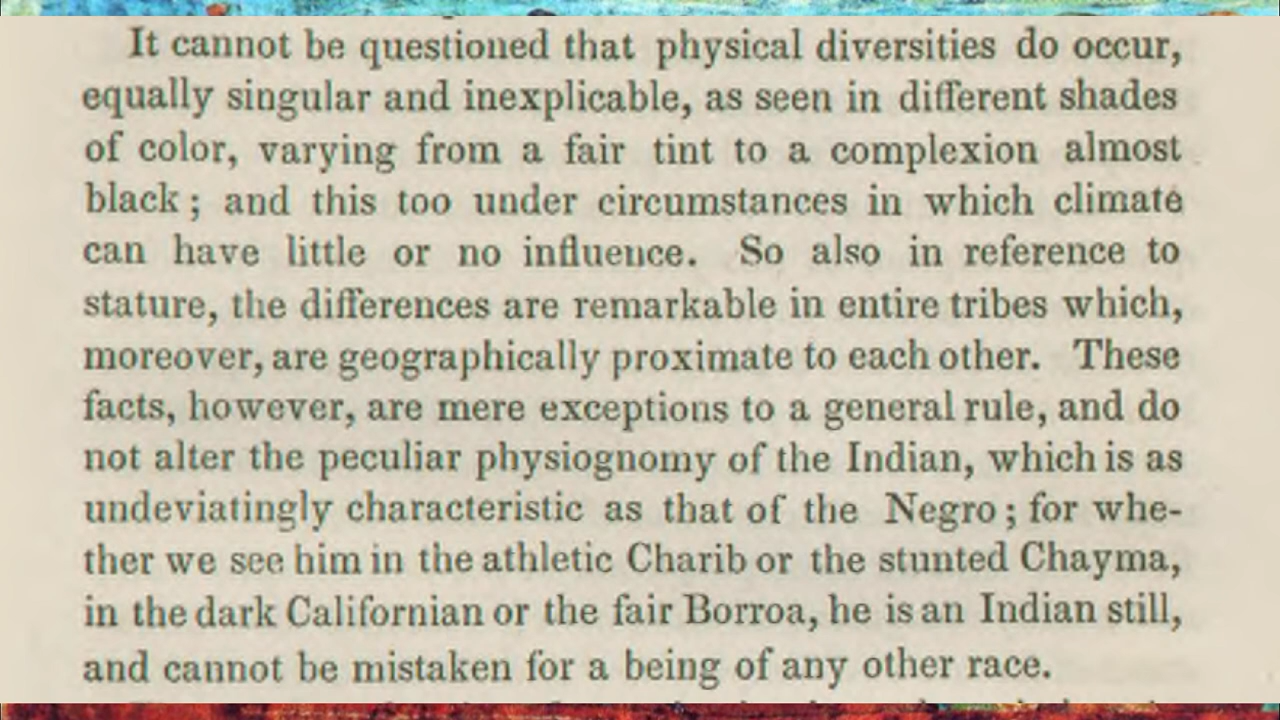 It cannot be questioned that physical diversities do occur,
equally singular and inexplicable, as seen in different shades
of color, varying from a fair tint to a complexion almost
black ; and this too under circumstances in which climate
can have little or no influence. So also in reference to
stature, the differences are remarkable in entire tribes which,
moreover, are geographically proximate to each other. These
facts, however, are mere exceptions to a general rule, and do
not alter the peculiar physiognomy of the Indian, which is as
undeviatingly characteristic as that of the Negro ; for whe-
ther we see him in the athletic Charib or the stunted Chayma,
in the dark Californian or the fair Borroa, he is an Indian still,
and cannot be mistaken for a being of any other race.